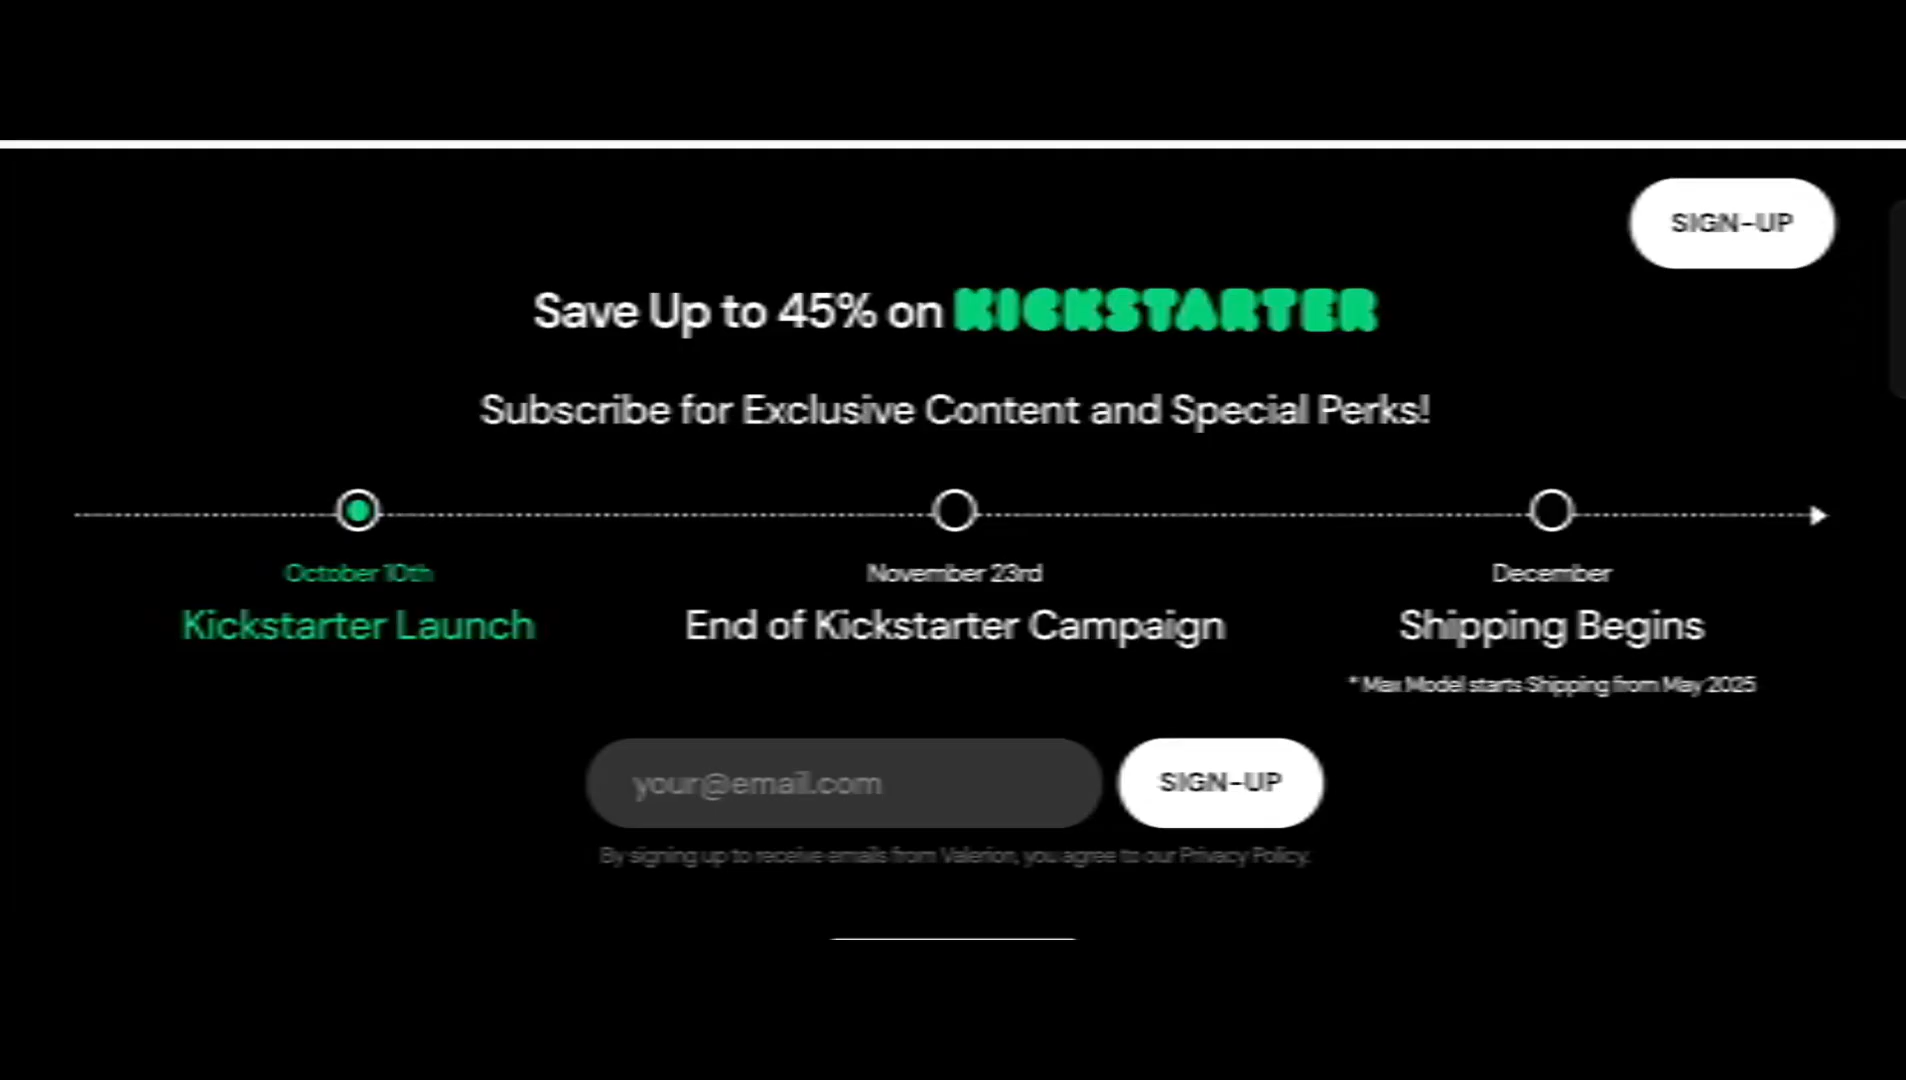 SIGN-UP
Save Up to 45% on KICKSTARTER
Subscribe for Exclusive Content and Special Perks!
October 10th
November 23rd
December
Kickstarter Launch
End of Kickstarter Campaign
Shipping Begins
* Max Model starts Shipping from May 2025
your@email.com
SIGN-UP
By signing up to receive emails from Valerion, you agree to our Privacy Policy.